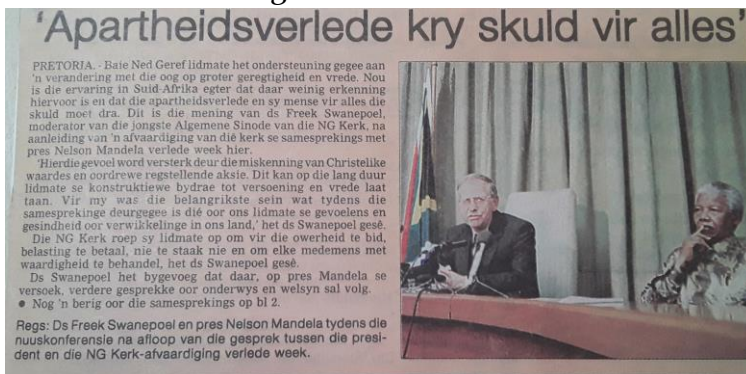 'Apartheidsverlede kry skuld vir alles'
PRETORIA. - Baie Ned Geref lidmate het ondersteuning gegee aan
'n verandering met die oog op groter geregtigheid en vrede. Nou
is die ervaring in Suid-Afrika egter dat daar weinig erkenning
hiervoor is en dat die apartheidsverlede en sy mense vir alles die
skuld moet dra. Dit is die mening van ds Freek Swanepoel,
moderator van die jongste Algemene Sinode van die NG Kerk, na
aanleiding van 'n afvaardiging van dié kerk se samesprekings met
pres Nelson Mandela verlede week hier.
'Hierdie gevoel word versterk deur die miskenning van Christelike
waardes en oordrewe regstellende aksie. Dit kan op die lang duur
lidmate se konstruktiewe bydrae tot versoening en vrede laat
taan. Vir my was die belangrikste sein wat tydens die
samesprekinge deurgegee is dié oor ons lidmate se gevoelens en
gesindheid oor verwikkelinge in ons land,' het ds Swanepoel gesê.
Die NG Kerk roep sy lidmate op om vir die owerheid te bid,
belasting te betaal, nie te staak nie en om elke medemens met
waardigheid te behandel, het ds Swanepoel gesê.
Ds Swanepoel het bygevoeg dat daar, op pres Mandela se
versoek, verdere gesprekke oor onderwys en welsyn sal volg.
● Nog 'n berig oor die samesprekings op bl 2.
Regs: Ds Freek Swanepoel en pres Nelson Mandela tydens die
nuuskonferensie na afloop van die gesprek tussen die presi-
dent en die NG Kerk-afvaardiging verlede week.